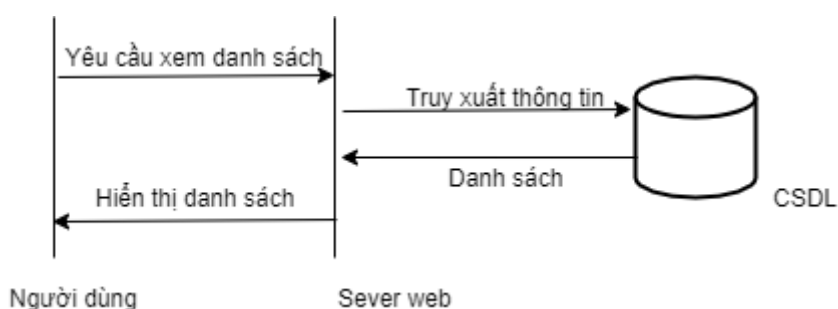 Yêu cầu xem danh sách
Truy xuất thông tin
Danh sách
Hiển thị danh sách
CSDL
Người dùng
Sever web